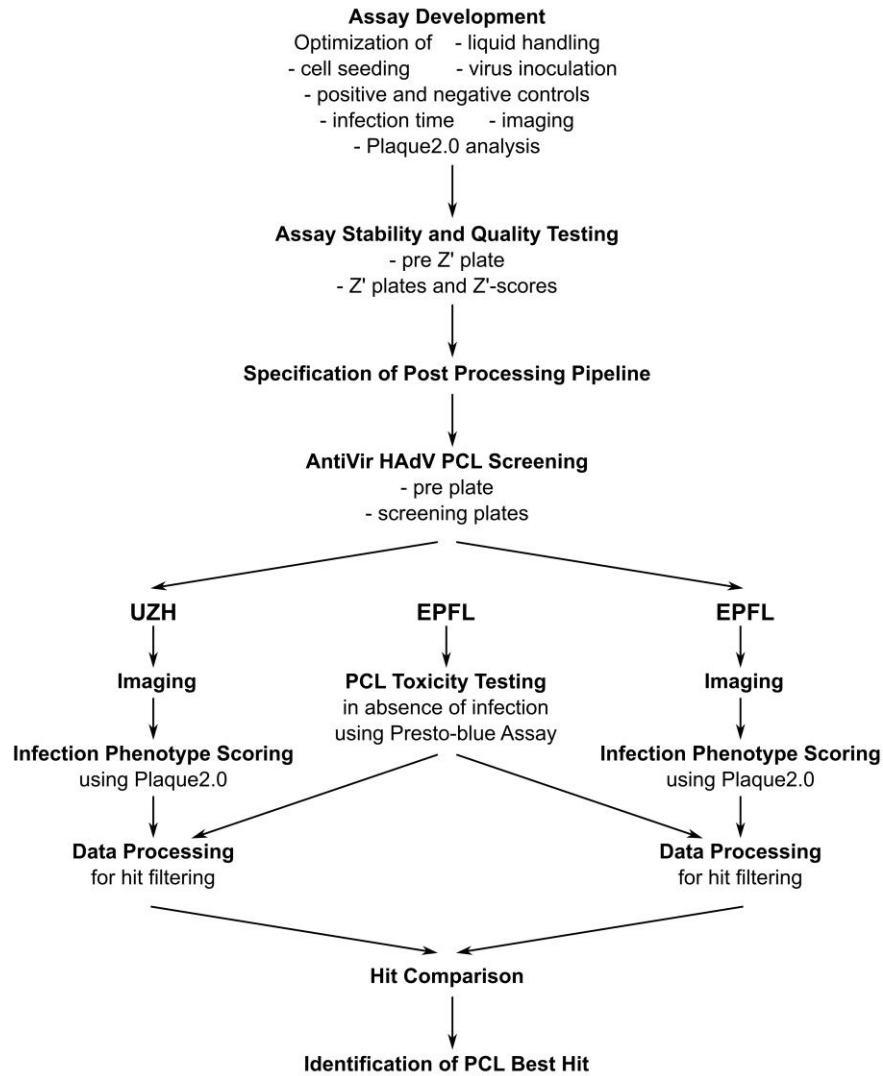 Assay Development
Optimization of - liquid handling
- cell seeding - virus inoculation
- positive and negative controls
- infection time - imaging
- Plaque2.0 analysis
Assay Stability and Quality Testing
- pre Z' plate
- Z' plates and Z'-scores
Specification of Post Processing Pipeline
AntiVir HAdV PCL Screening
- pre plate
- screening plates
UZH
EPFL
EPFL
Imaging
PCL Toxicity Testing
in absence of infection
using Presto-blue Assay
Imaging
Infection Phenotype Scoring
using Plaque2.0
Infection Phenotype Scoring
using Plaque2.0
Data Processing
for hit filtering
Data Processing
for hit filtering
Hit Comparison
Identification of PCL Best Hit